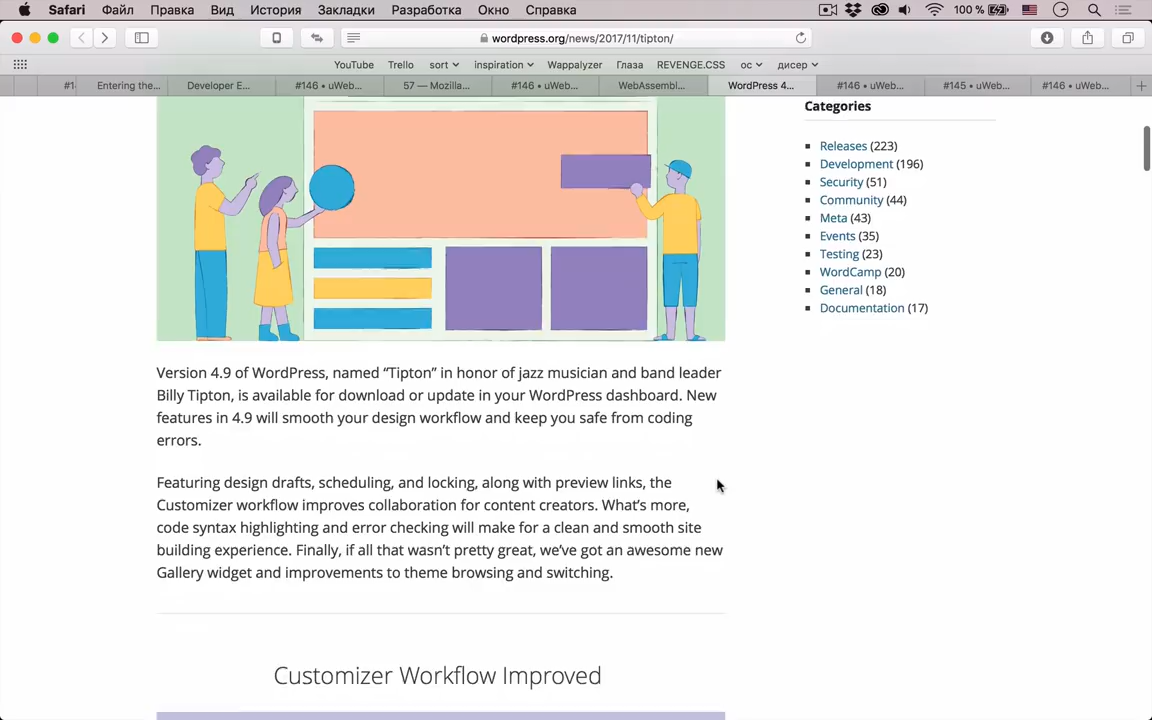 Safari Файл Правка Вид История Закладки Разработка Окно Справка 100 %
wordpress.org/news/2017/11/tipton/
YouTube Trello sort inspiration Wappalyzer Глаза REVENGE.CSS ос дисер
#1 Entering the... Developer E... #146 • uWeb... 57 — Mozilla... #146 • uWeb... WebAssembl... WordPress 4... #146 • uWeb... #145 • uWeb... #146 • uWeb...
Categories
Releases (223)
Development (196)
Security (51)
Community (44)
Meta (43)
Events (35)
Testing (23)
WordCamp (20)
General (18)
Documentation (17)
Version 4.9 of WordPress, named “Tipton” in honor of jazz musician and band leader
Billy Tipton, is available for download or update in your WordPress dashboard. New
features in 4.9 will smooth your design workflow and keep you safe from coding
errors.
Featuring design drafts, scheduling, and locking, along with preview links, the
Customizer workflow improves collaboration for content creators. What’s more,
code syntax highlighting and error checking will make for a clean and smooth site
building experience. Finally, if all that wasn’t pretty great, we’ve got an awesome new
Gallery widget and improvements to theme browsing and switching.
Customizer Workflow Improved